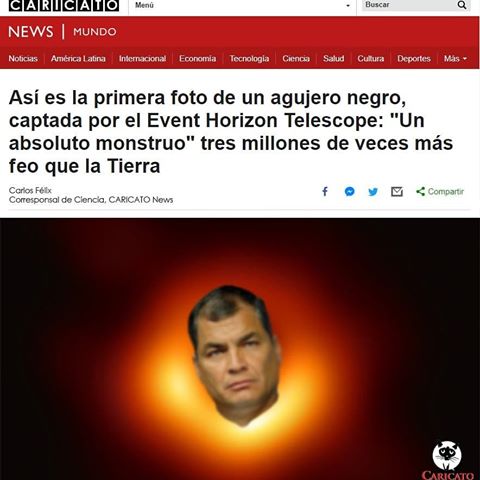 CARICATO
Menú
Buscar
NEWS | MUNDO
Noticias América Latina Internacional Economía Tecnología Ciencia Salud Cultura Deportes Más
Así es la primera foto de un agujero negro,
captada por el Event Horizon Telescope: "Un
absoluto monstruo" tres millones de veces más
feo que la Tierra
Carlos Félix
Corresponsal de Ciencia, CARICATO News
Compartir
CARICATO